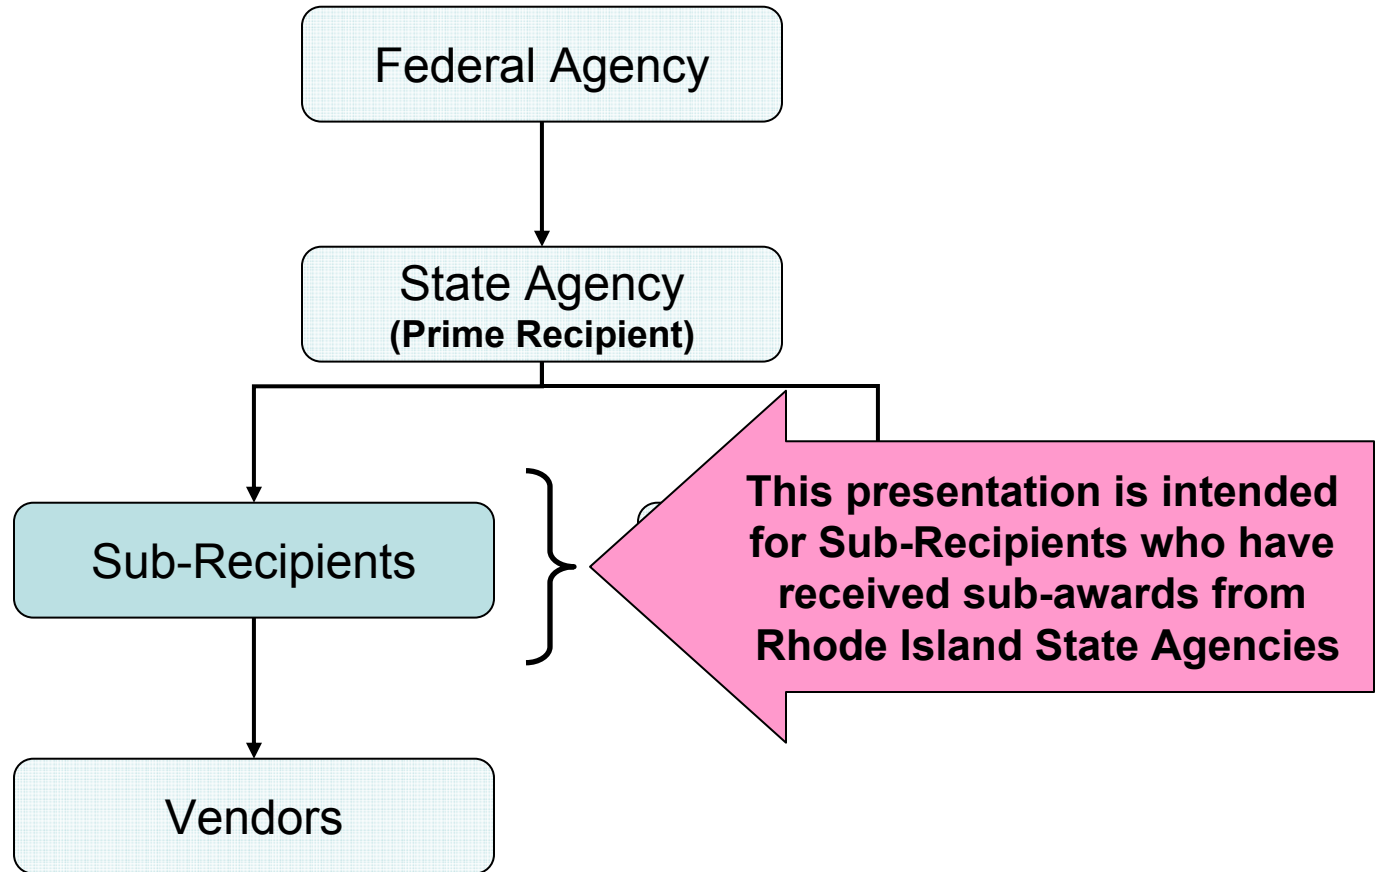 Federal Agency
State Agency
(Prime Recipient)
Sub-Recipients
This presentation is intended
for Sub-Recipients who have
received sub-awards from
Rhode Island State Agencies
Vendors